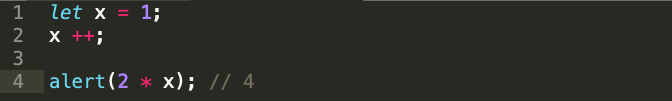 1 let x = 1;
2 x ++;
3
4 alert(2 * x); // 4